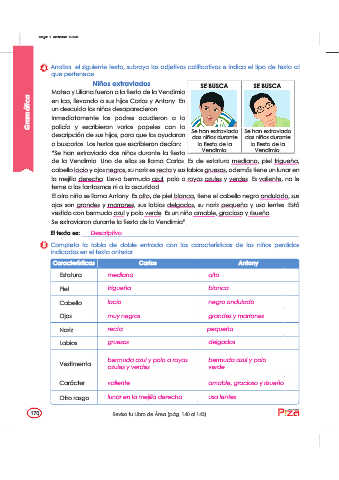 Gramática
4 Analiza el siguiente texto, subraya los adjetivos calificativos e indica el tipo de texto al
que pertenece.
Niños extraviados
Mateo y Liliana fueron a la fiesta de la Vendimia
en Ica, llevando a sus hijos Carlos y Antony. En
un descuido los niños desaparecieron.
Inmediatamente los padres acudieron a la
policía y escribieron varios papeles con la
descripción de sus hijos, para que los ayudaran
a buscarlos. Los textos que escribieron decían:
SE BUSCA
Se han extraviado
dos niños durante
la fiesta de la
Vendimia
SE BUSCA
Se han extraviado
dos niños durante
la fiesta de la
Vendimia
"Se han extraviado dos niños durante la fiesta
de la Vendimia. Uno de ellos se llama Carlos. Es de estatura mediana, piel trigueña,
cabello lacio y ojos negros, su nariz es recta y sus labios gruesos, además tiene un lunar en
la mejilla derecha. Lleva bermuda azul, polo a rayas azules y verdes. Es valiente, no le
teme a los fantasmas ni a la oscuridad.
El otro niño se llama Antony. Es alto, de piel blanca, tiene el cabello negro ondulado, sus
ojos son grandes y marrones, sus labios delgados, su nariz pequeña y usa lentes. Está
vestido con bermuda azul y polo verde. Es un niño amable, gracioso y risueño.
Se extraviaron durante la fiesta de la Vendimia".
El texto es: Descriptivo
5 Completa la tabla de doble entrada con las características de los niños perdidos
indicadas en el texto anterior.
Características Carlos Antony
Estatura mediana alto
Piel trigueña blanca
Cabello lacio negro ondulado
Ojos muy negros grandes y marrones
Nariz recta pequeña
Labios gruesos delgados
Vestimenta bermuda azul y polo a rayas azules y verdes bermuda azul y polo verde
Carácter valiente amable, gracioso y risueño
Otro rasgo lunar en la mejilla derecha usa lentes
170
Revisa tu Libro de Área (pág. 140 al 143)